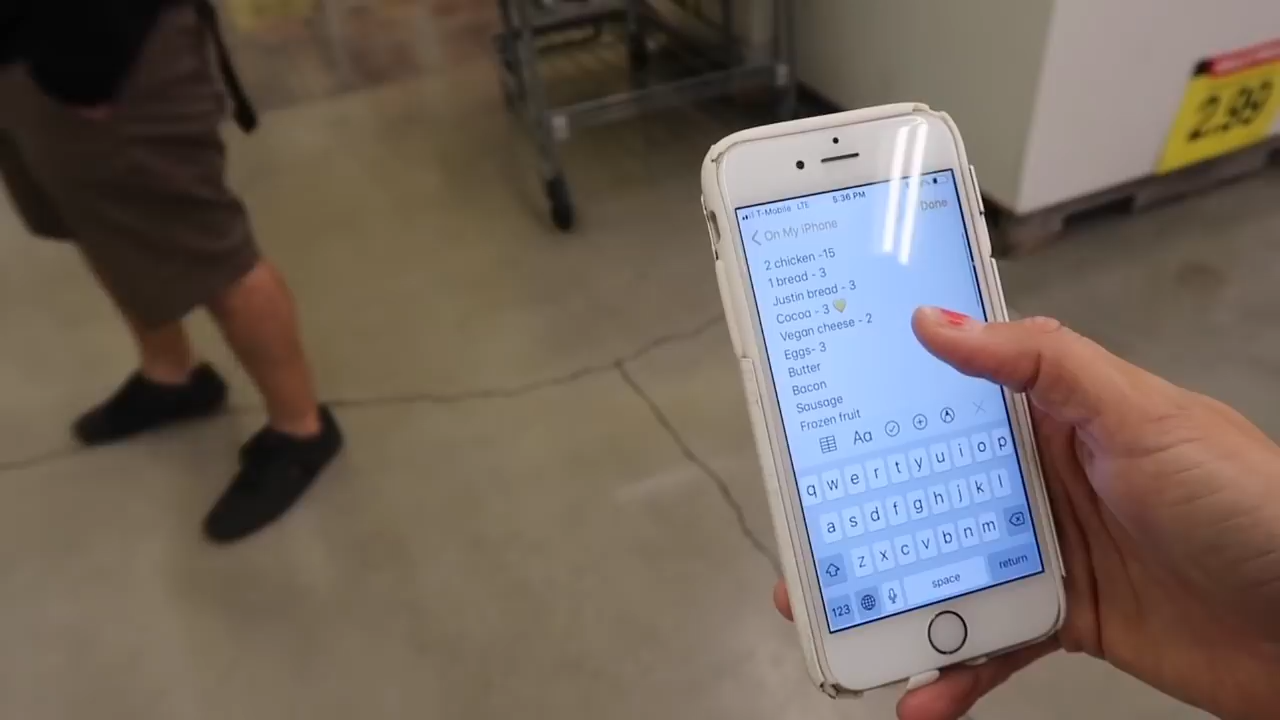 T-Mobile LTE 5:36 PM
On My iPhone Done
2 chicken -15
1 bread - 3
Justin bread - 3
Cocoa - 3 💛
Vegan cheese - 2
Eggs- 3
Butter
Bacon
Sausage
Frozen fruit
Aa
q w e r t y u i o p
a s d f g h j k l
z x c v b n m
123 space return
2.99